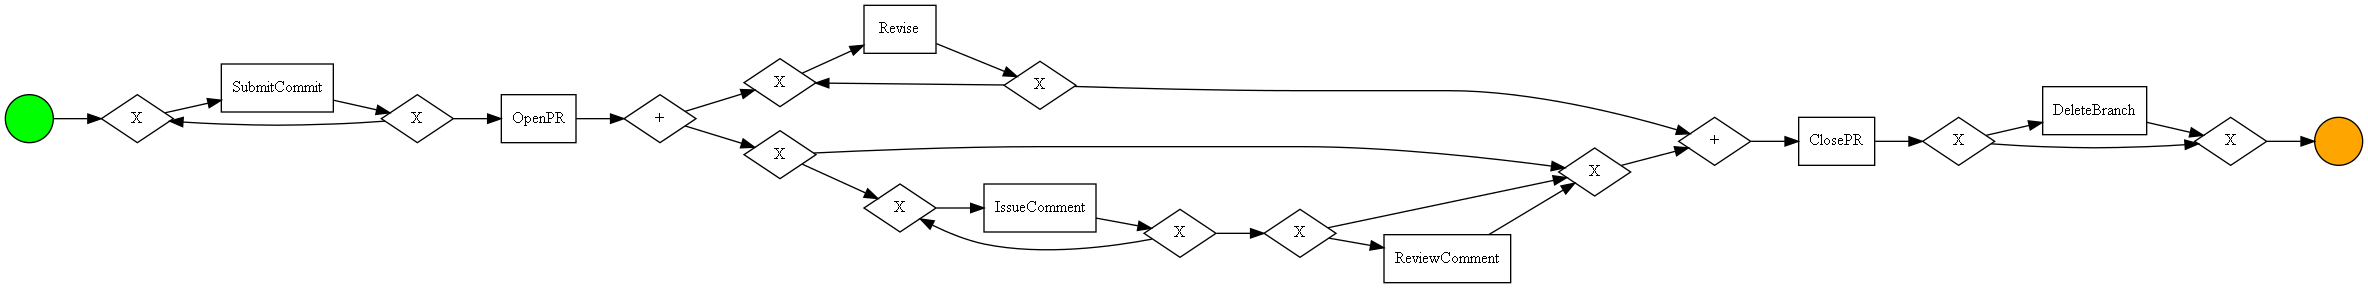 Revise
SubmitCommit
X
X
DeleteBranch
X
X
OpenPR
+
+
ClosePR
X
X
X
X
X
IssueComment
X
X
ReviewComment